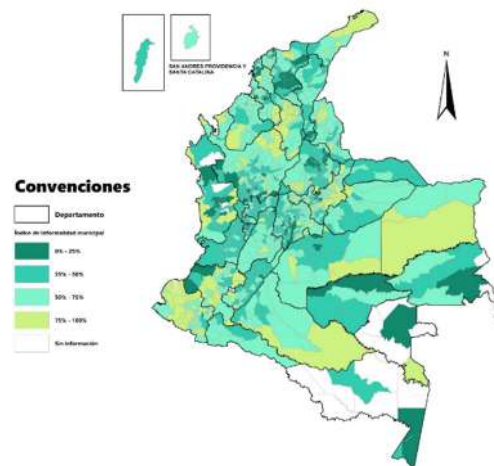 SAN ANDRES PROVIDENCIA Y
SANTA CATALINA
N
Convenciones
Departamento
Índice de informalidad municipal
0% - 25%
25% - 50%
50% - 75%
75% - 100%
Sin información